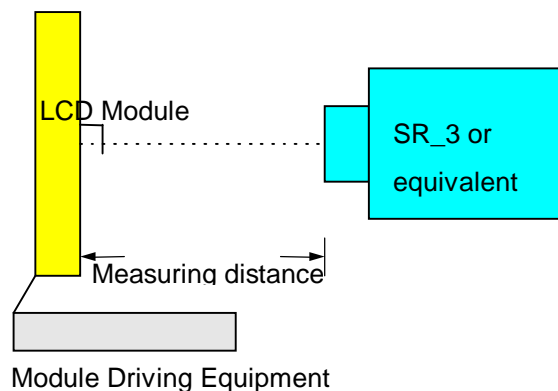 LCD Module
SR_3 or
equivalent
Measuring distance
Module Driving Equipment